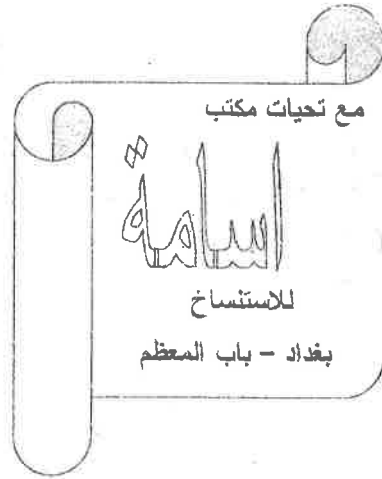 مع تحيات مكتب
اسامة
للاستنساخ
بغداد - باب المعظم